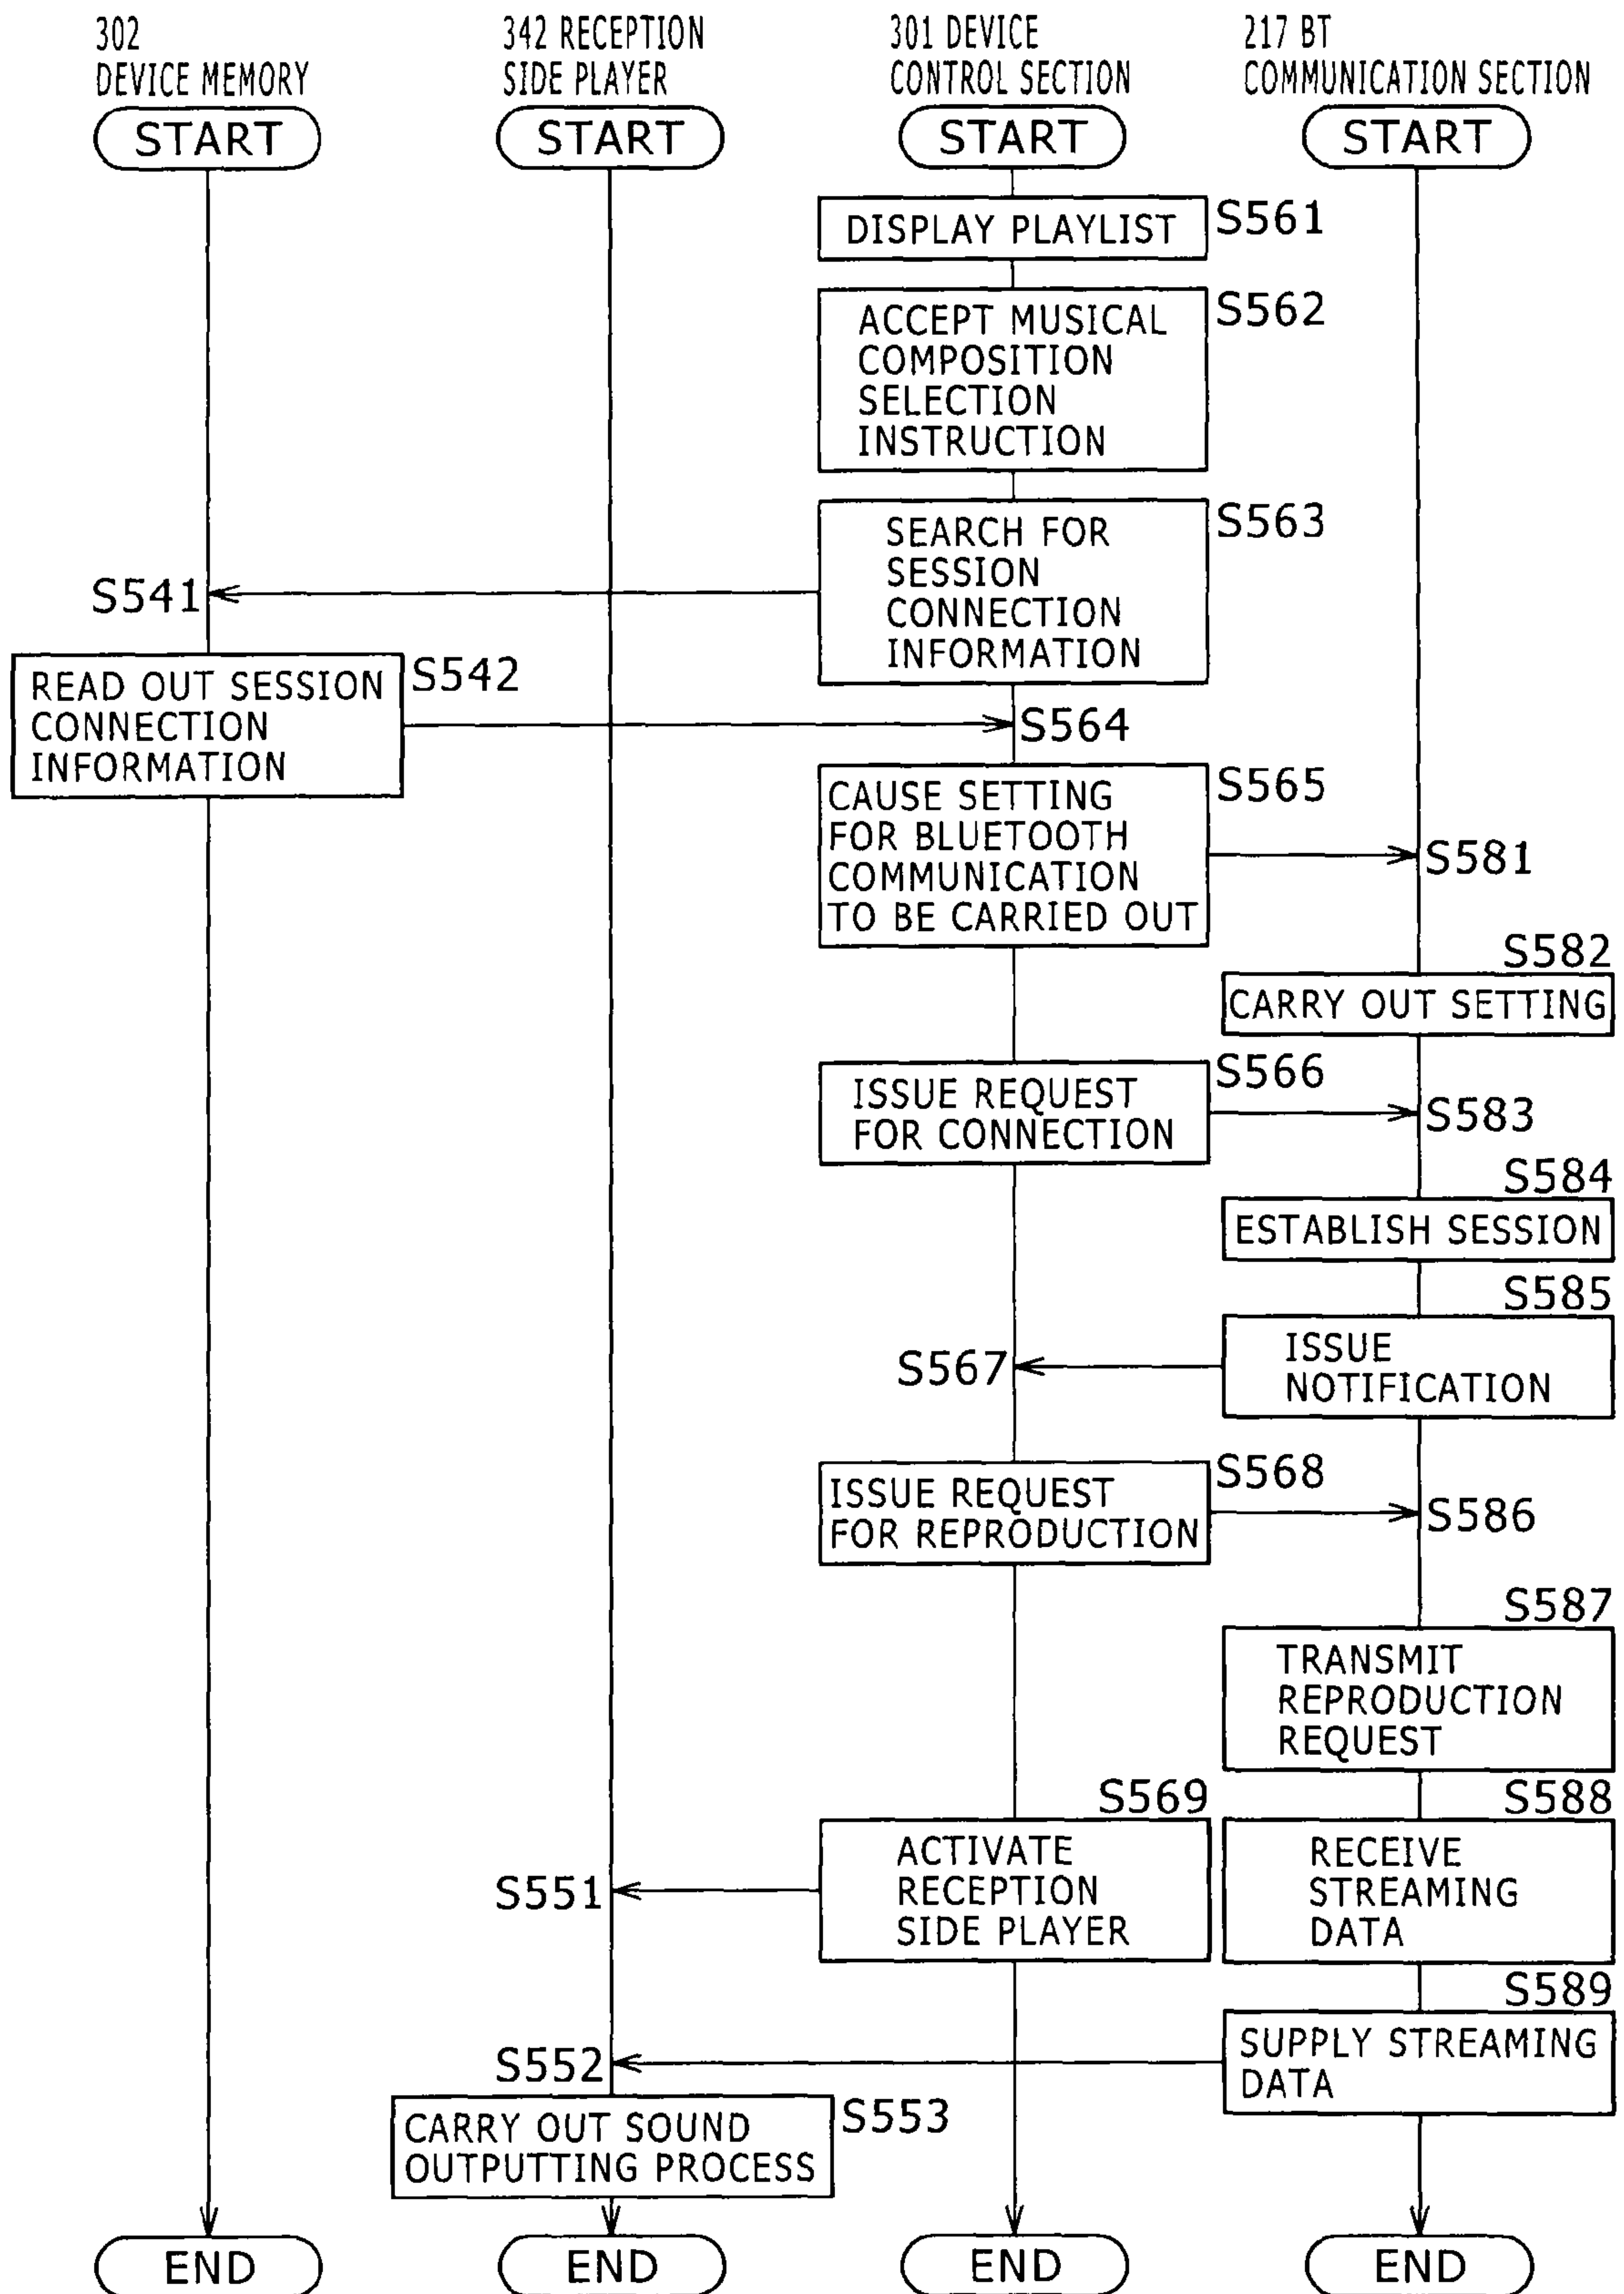 302
DEVICE MEMORY
342 RECEPTION
SIDE PLAYER
301 DEVICE
CONTROL SECTION
217 BT
COMMUNICATION SECTION
START
START
START
START
DISPLAY PLAYLIST
S561
ACCEPT MUSICAL
COMPOSITION
SELECTION
INSTRUCTION
S562
SEARCH FOR
SESSION
CONNECTION
INFORMATION
S563
S541
READ OUT SESSION
CONNECTION
INFORMATION
S542
S564
CAUSE SETTING
FOR BLUETOOTH
COMMUNICATION
TO BE CARRIED OUT
S565
S581
S582
CARRY OUT SETTING
ISSUE REQUEST
FOR CONNECTION
S566
S583
S584
ESTABLISH SESSION
S585
ISSUE
NOTIFICATION
S567
ISSUE REQUEST
FOR REPRODUCTION
S568
S586
S587
TRANSMIT
REPRODUCTION
REQUEST
S569
ACTIVATE
RECEPTION
SIDE PLAYER
S551
S588
RECEIVE
STREAMING
DATA
S589
SUPPLY STREAMING
DATA
S552
CARRY OUT SOUND
OUTPUTTING PROCESS
S553
END
END
END
END